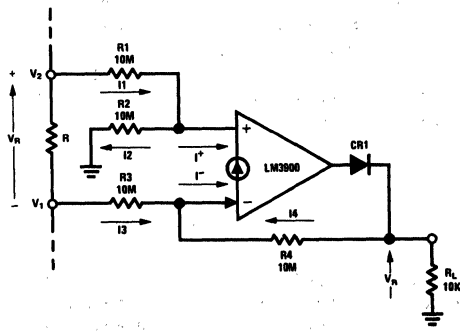 R1
10M
V2
I1
+
R2
10M
VR
R
+
I2
I+
LM3900
CR1
I−
−
R3
10M
V1
−
I4
I3
R4
10M
VR
RL
10K